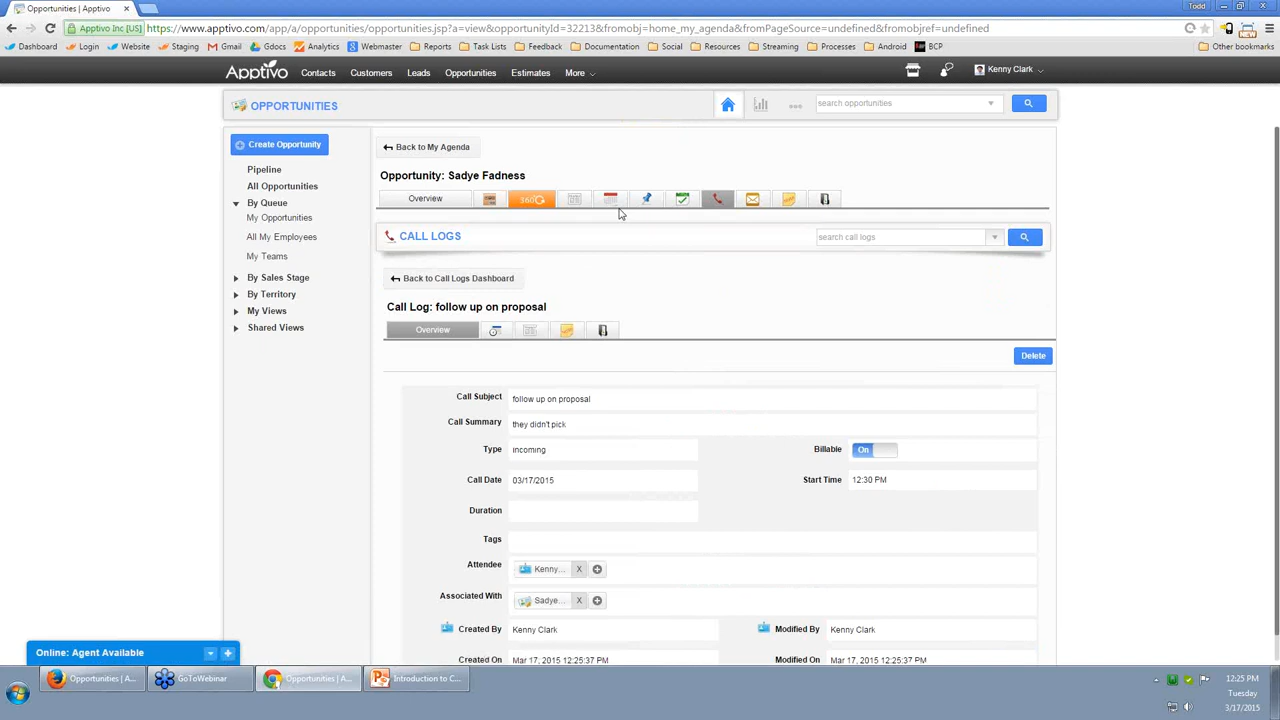 Opportunities | Apptivo
Todd
Apptivo Inc [US]
https://www.apptivo.com/app/a/opportunities/opportunities.jsp?a=view&opportunityId=32213&fromobj=home_my_agenda&fromPageSource=undefined&fromobjref=undefined
Dashboard Login Website Staging Gmail Gdocs Analytics Webmaster Reports Task Lists Feedback Documentation Social Resources Streaming Processes Android BCP Other bookmarks
Apptivo Contacts Customers Leads Opportunities Estimates More Kenny Clark
OPPORTUNITIES search opportunities
Create Opportunity
Pipeline
All Opportunities
By Queue
My Opportunities
All My Employees
My Teams
By Sales Stage
By Territory
My Views
Shared Views
Back to My Agenda
Opportunity: Sadye Fadness
Overview 360
CALL LOGS search call logs
Back to Call Logs Dashboard
Call Log: follow up on proposal
Overview
Delete
Call Subject follow up on proposal
Call Summary they didn't pick
Type incoming Billable On
Call Date 03/17/2015 Start Time 12:30 PM
Duration
Tags
Attendee Kenny... X
Associated With Sadye... X
Created By Kenny Clark Modified By Kenny Clark
Created On Mar 17, 2015 12:25:37 PM Modified On Mar 17, 2015 12:25:37 PM
Online: Agent Available
Opportunities | A... GoToWebinar Opportunities | A... Introduction to C...
12:25 PM
Tuesday
3/17/2015